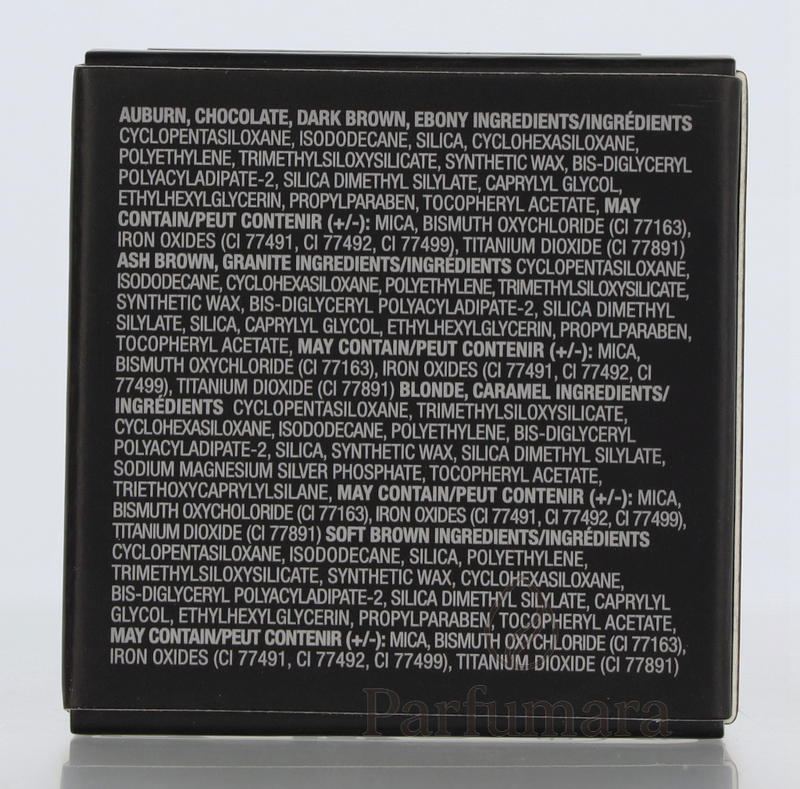 AUBURN, CHOCOLATE, DARK BROWN, EBONY INGREDIENTS/INGRÉDIENTS
CYCLOPENTASILOXANE, ISODODECANE, SILICA, CYCLOHEXASILOXANE,
POLYETHYLENE, TRIMETHYLSILOXYSILICATE, SYNTHETIC WAX, BIS-DIGLYCERYL
POLYACYLADIPATE-2, SILICA DIMETHYL SILYLATE, CAPRYLYL GLYCOL,
ETHYLHEXYLGLYCERIN, PROPYLPARABEN, TOCOPHERYL ACETATE, MAY
CONTAIN/PEUT CONTENIR (+/-): MICA, BISMUTH OXYCHLORIDE (CI 77163),
IRON OXIDES (CI 77491, CI 77492, CI 77499), TITANIUM DIOXIDE (CI 77891)
ASH BROWN, GRANITE INGREDIENTS/INGRÉDIENTS CYCLOPENTASILOXANE,
ISODODECANE, CYCLOHEXASILOXANE, POLYETHYLENE, TRIMETHYLSILOXYSILICATE,
SYNTHETIC WAX, BIS-DIGLYCERYL POLYACYLADIPATE-2, SILICA DIMETHYL
SILYLATE, SILICA, CAPRYLYL GLYCOL, ETHYLHEXYLGLYCERIN, PROPYLPARABEN,
TOCOPHERYL ACETATE, MAY CONTAIN/PEUT CONTENIR (+/-): MICA,
BISMUTH OXYCHLORIDE (CI 77163), IRON OXIDES (CI 77491, CI 77492, CI
77499), TITANIUM DIOXIDE (CI 77891) BLONDE, CARAMEL INGREDIENTS/
INGRÉDIENTS CYCLOPENTASILOXANE, TRIMETHYLSILOXYSILICATE,
CYCLOHEXASILOXANE, ISODODECANE, POLYETHYLENE, BIS-DIGLYCERYL
POLYACYLADIPATE-2, SILICA, SYNTHETIC WAX, SILICA DIMETHYL SILYLATE,
SODIUM MAGNESIUM SILVER PHOSPHATE, TOCOPHERYL ACETATE,
TRIETHOXYCAPRYLYLSILANE, MAY CONTAIN/PEUT CONTENIR (+/-): MICA,
BISMUTH OXYCHOLORIDE (CI 77163), IRON OXIDES (CI 77491, CI 77492, CI 77499),
TITANIUM DIOXIDE (CI 77891) SOFT BROWN INGREDIENTS/INGRÉDIENTS
CYCLOPENTASILOXANE, ISODODECANE, SILICA, POLYETHYLENE,
TRIMETHYLSILOXYSILICATE, SYNTHETIC WAX, CYCLOHEXASILOXANE,
BIS-DIGLYCERYL POLYACYLADIPATE-2, SILICA DIMETHYL SILYLATE, CAPRYLYL
GLYCOL, ETHYLHEXYLGLYCERIN, PROPYLPARABEN, TOCOPHERYL ACETATE,
MAY CONTAIN/PEUT CONTENIR (+/-): MICA, BISMUTH OXYCHLORIDE (CI 77163),
IRON OXIDES (CI 77491, CI 77492, CI 77499), TITANIUM DIOXIDE (CI 77891)
Parfumara